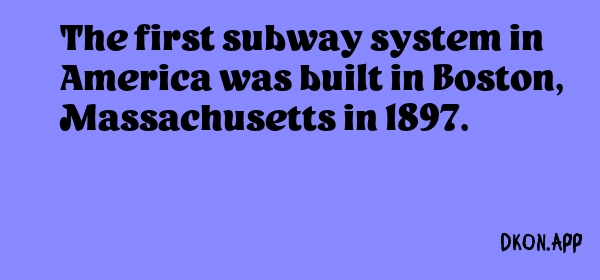 The first subway system in
America was built in Boston,
Massachusetts in 1897.
DKON.APP